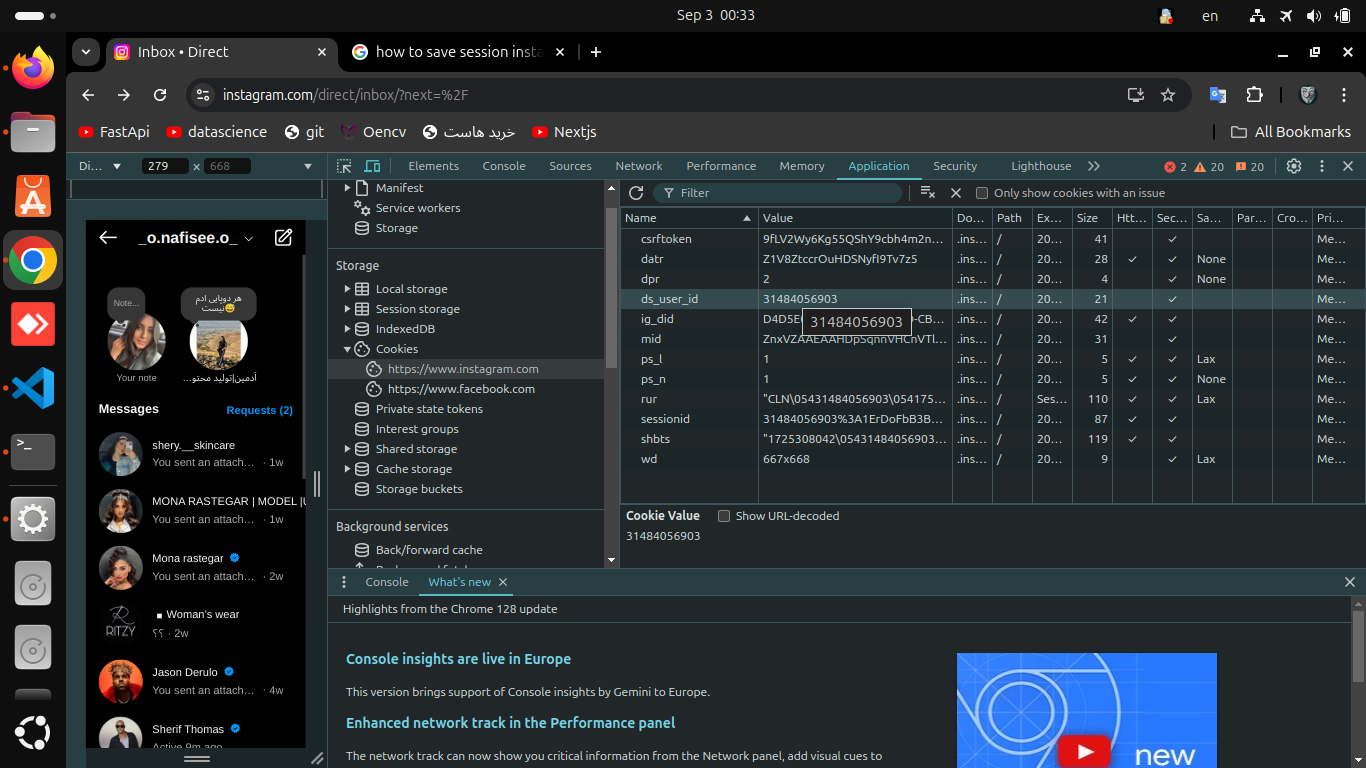 Sep 3 00:33
en
Inbox • Direct
how to save session insta
instagram.com/direct/inbox/?next=%2F
FastApi
datascience
git
Oencv
خرید هاست
Nextjs
All Bookmarks
Di...
279 × 668
Elements Console Sources Network Performance Memory Application Security Lighthouse
2 20 20
Manifest
Service workers
Storage
Storage
Local storage
Session storage
IndexedDB
Cookies
https://www.instagram.com
https://www.facebook.com
Private state tokens
Interest groups
Shared storage
Cache storage
Storage buckets
Background services
Back/forward cache
Filter
Only show cookies with an issue
Name Value Do... Path Ex... Size Htt... Sec... Sa... Par... Cro... Pri...
csrftoken 9fLV2Wy6Kg55QShY9cbh4m2n... .ins... / 20... 41 ✓ Me...
datr Z1V8ZtccrOuHDSNyfI9Tv7z5 .ins... / 20... 28 ✓ ✓ None Me...
dpr 2 .ins... / 20... 4 ✓ None Me...
ds_user_id 31484056903 .ins... / 20... 21 ✓ Me...
ig_did .ins... / 20... 42 ✓ ✓ Me...
31484056903
mid .ins... / 20... 31 ✓ Me...
ps_l 1 .ins... / 20... 5 ✓ ✓ Lax Me...
ps_n 1 .ins... / 20... 5 ✓ ✓ None Me...
rur "CLN\05431484056903\054175... .ins... / Ses... 110 ✓ ✓ Lax Me...
sessionid 31484056903%3A1ErDoFbB3B... .ins... / 20... 87 ✓ ✓ Me...
shbts "1725308042\05431484056903... .ins... / 20... 119 ✓ ✓ Me...
wd 667x668 .ins... / 20... 9 ✓ Lax Me...
Cookie Value Show URL-decoded
31484056903
_o.nafisee.o_
Note...
هر دوپایی ادم
نیست😅
Your note
آدمین|تولید محتو...
Messages Requests (2)
shery.__skincare
You sent an attach... · 1w
MONA RASTEGAR | MODEL
You sent an attach... · 1w
Mona rastegar
You sent an attach... · 2w
RITZY
▪ Woman's wear
؟؟ · 2w
Jason Derulo
You sent an attach... · 4w
Sherif Thomas
Active 9m ago
Console What's new
Highlights from the Chrome 128 update
Console insights are live in Europe
This version brings support of Console insights by Gemini to Europe.
Enhanced network track in the Performance panel
The network track can now show you critical information from the Network panel, add visual cues to
new